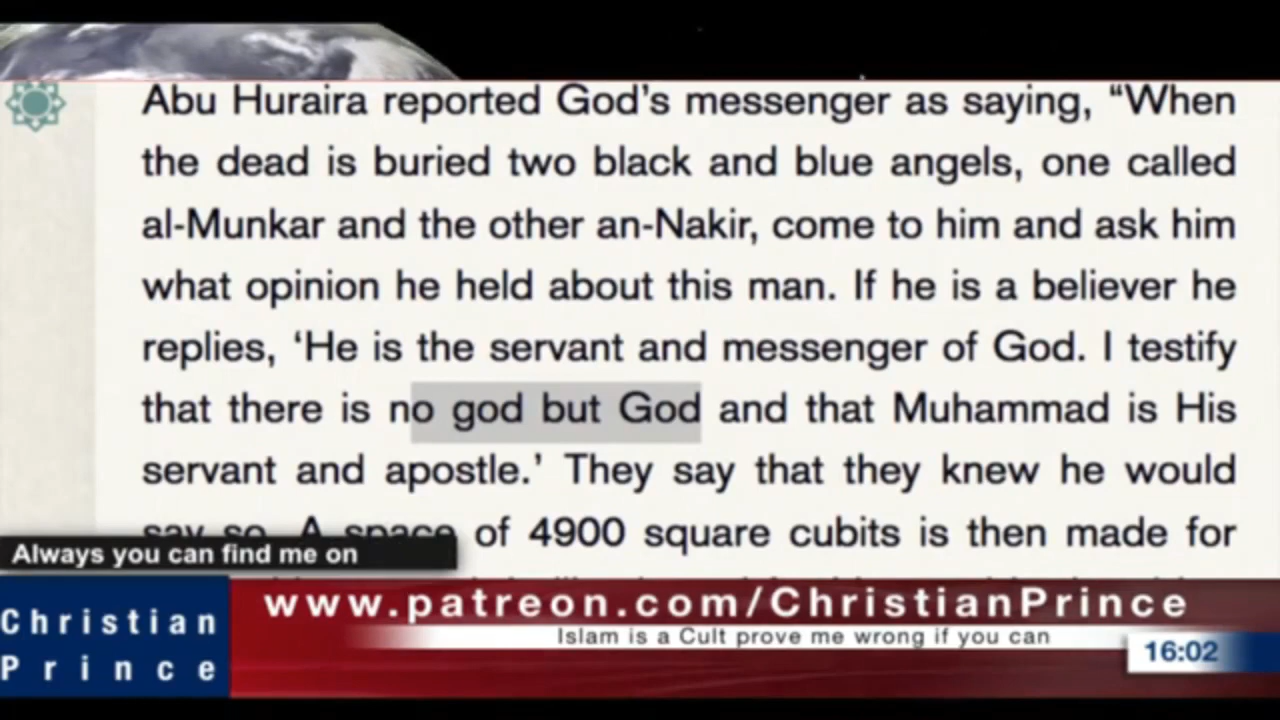 Abu Huraira reported God's messenger as saying, “When
the dead is buried two black and blue angels, one called
al-Munkar and the other an-Nakir, come to him and ask him
what opinion he held about this man. If he is a believer he
replies, ‘He is the servant and messenger of God. I testify
that there is no god but God and that Muhammad is His
servant and apostle.’ They say that they knew he would
say so. A space of 4900 square cubits is then made for
Always you can find me on
Christian
Prince
www.patreon.com/ChristianPrince
Islam is a Cult prove me wrong if you can
16:02